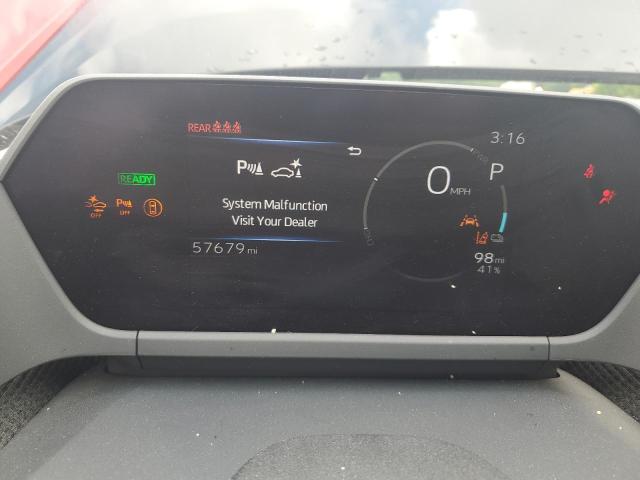 REAR
3:16
P
READY
P
0 MPH
OFF
P
OFF
System Malfunction
Visit Your Dealer
57679 mi
98 mi
41%